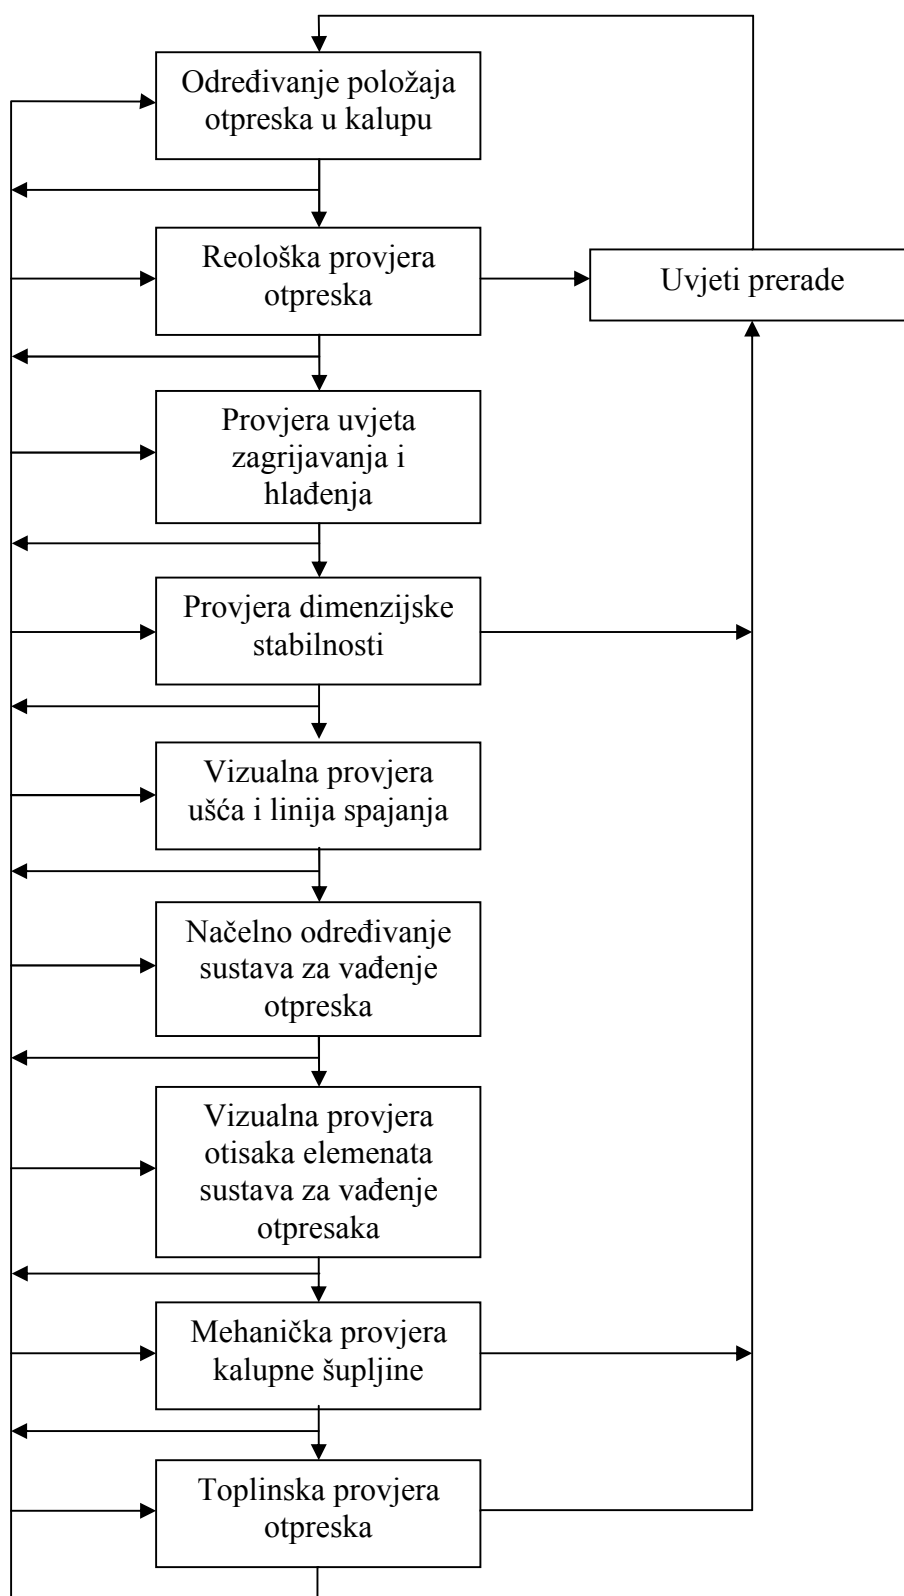 Određivanje položaja
otpreska u kalupu
Reološka provjera
otpreska
Uvjeti prerade
Provjera uvjeta
zagrijavanja i
hlađenja
Provjera dimenzijske
stabilnosti
Vizualna provjera
ušća i linija spajanja
Načelno određivanje
sustava za vađenje
otpreska
Vizualna provjera
otisaka elemenata
sustava za vađenje
otpresaka
Mehanička provjera
kalupne šupljine
Toplinska provjera
otpreska